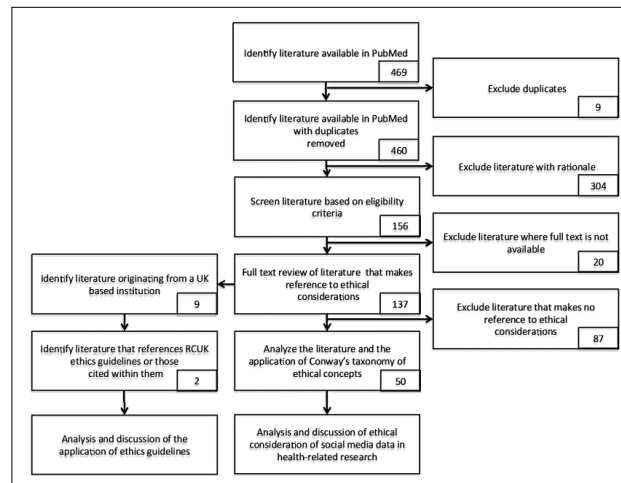 Identify literature available in PubMed
469
Exclude duplicates
9
Identify literature available in PubMed
with duplicates
removed
460
Exclude literature with rationale
304
Screen literature based on eligibility
criteria
156
Exclude literature where full text is not
available
20
Identify literature originating from a UK
based institution
9
Full text review of literature that makes
reference to ethical
considerations
137
Exclude literature that makes no
reference to ethical
considerations
87
Identify literature that references RCUK
ethics guidelines or those
cited within them
2
Analyze the literature and the
application of Conway's taxonomy of
ethical concepts
50
Analysis and discussion of the
application of ethics guidelines
Analysis and discussion of ethical
consideration of social media data in
health-related research